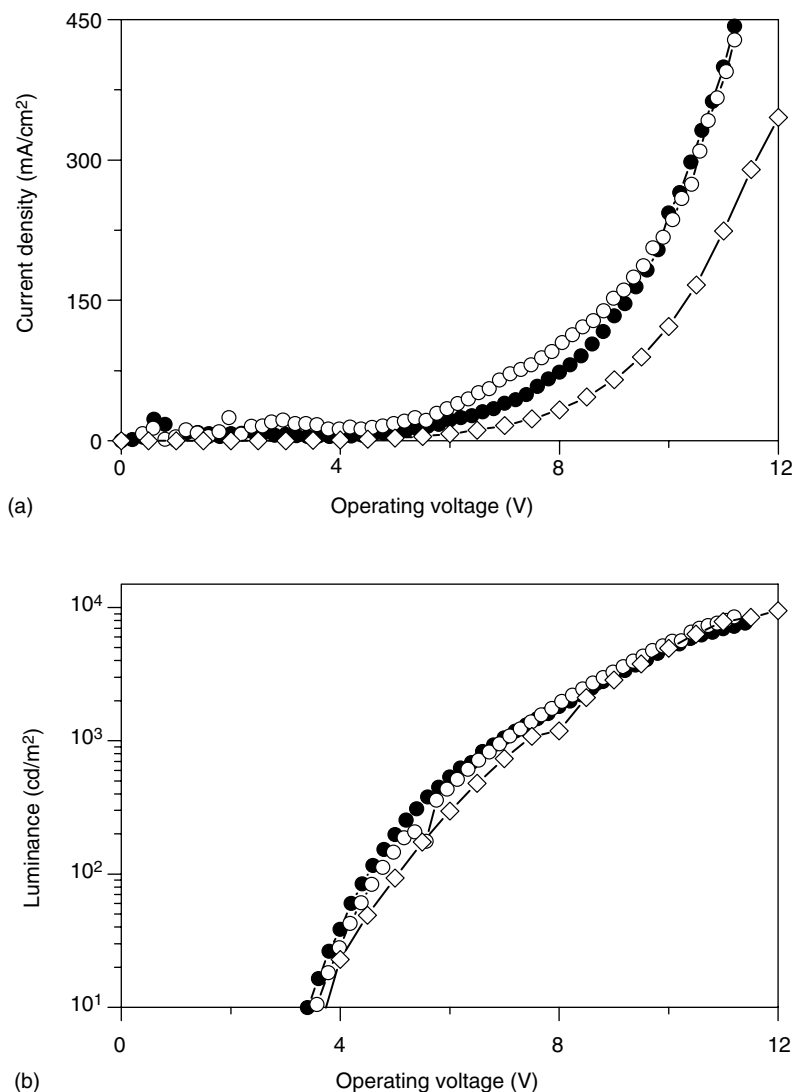 450
300
150
0
Current density (mA/cm²)
0 4 8 12
(a) Operating voltage (V)
10⁴
10³
10²
10¹
Luminance (cd/m²)
0 4 8 12
(b) Operating voltage (V)